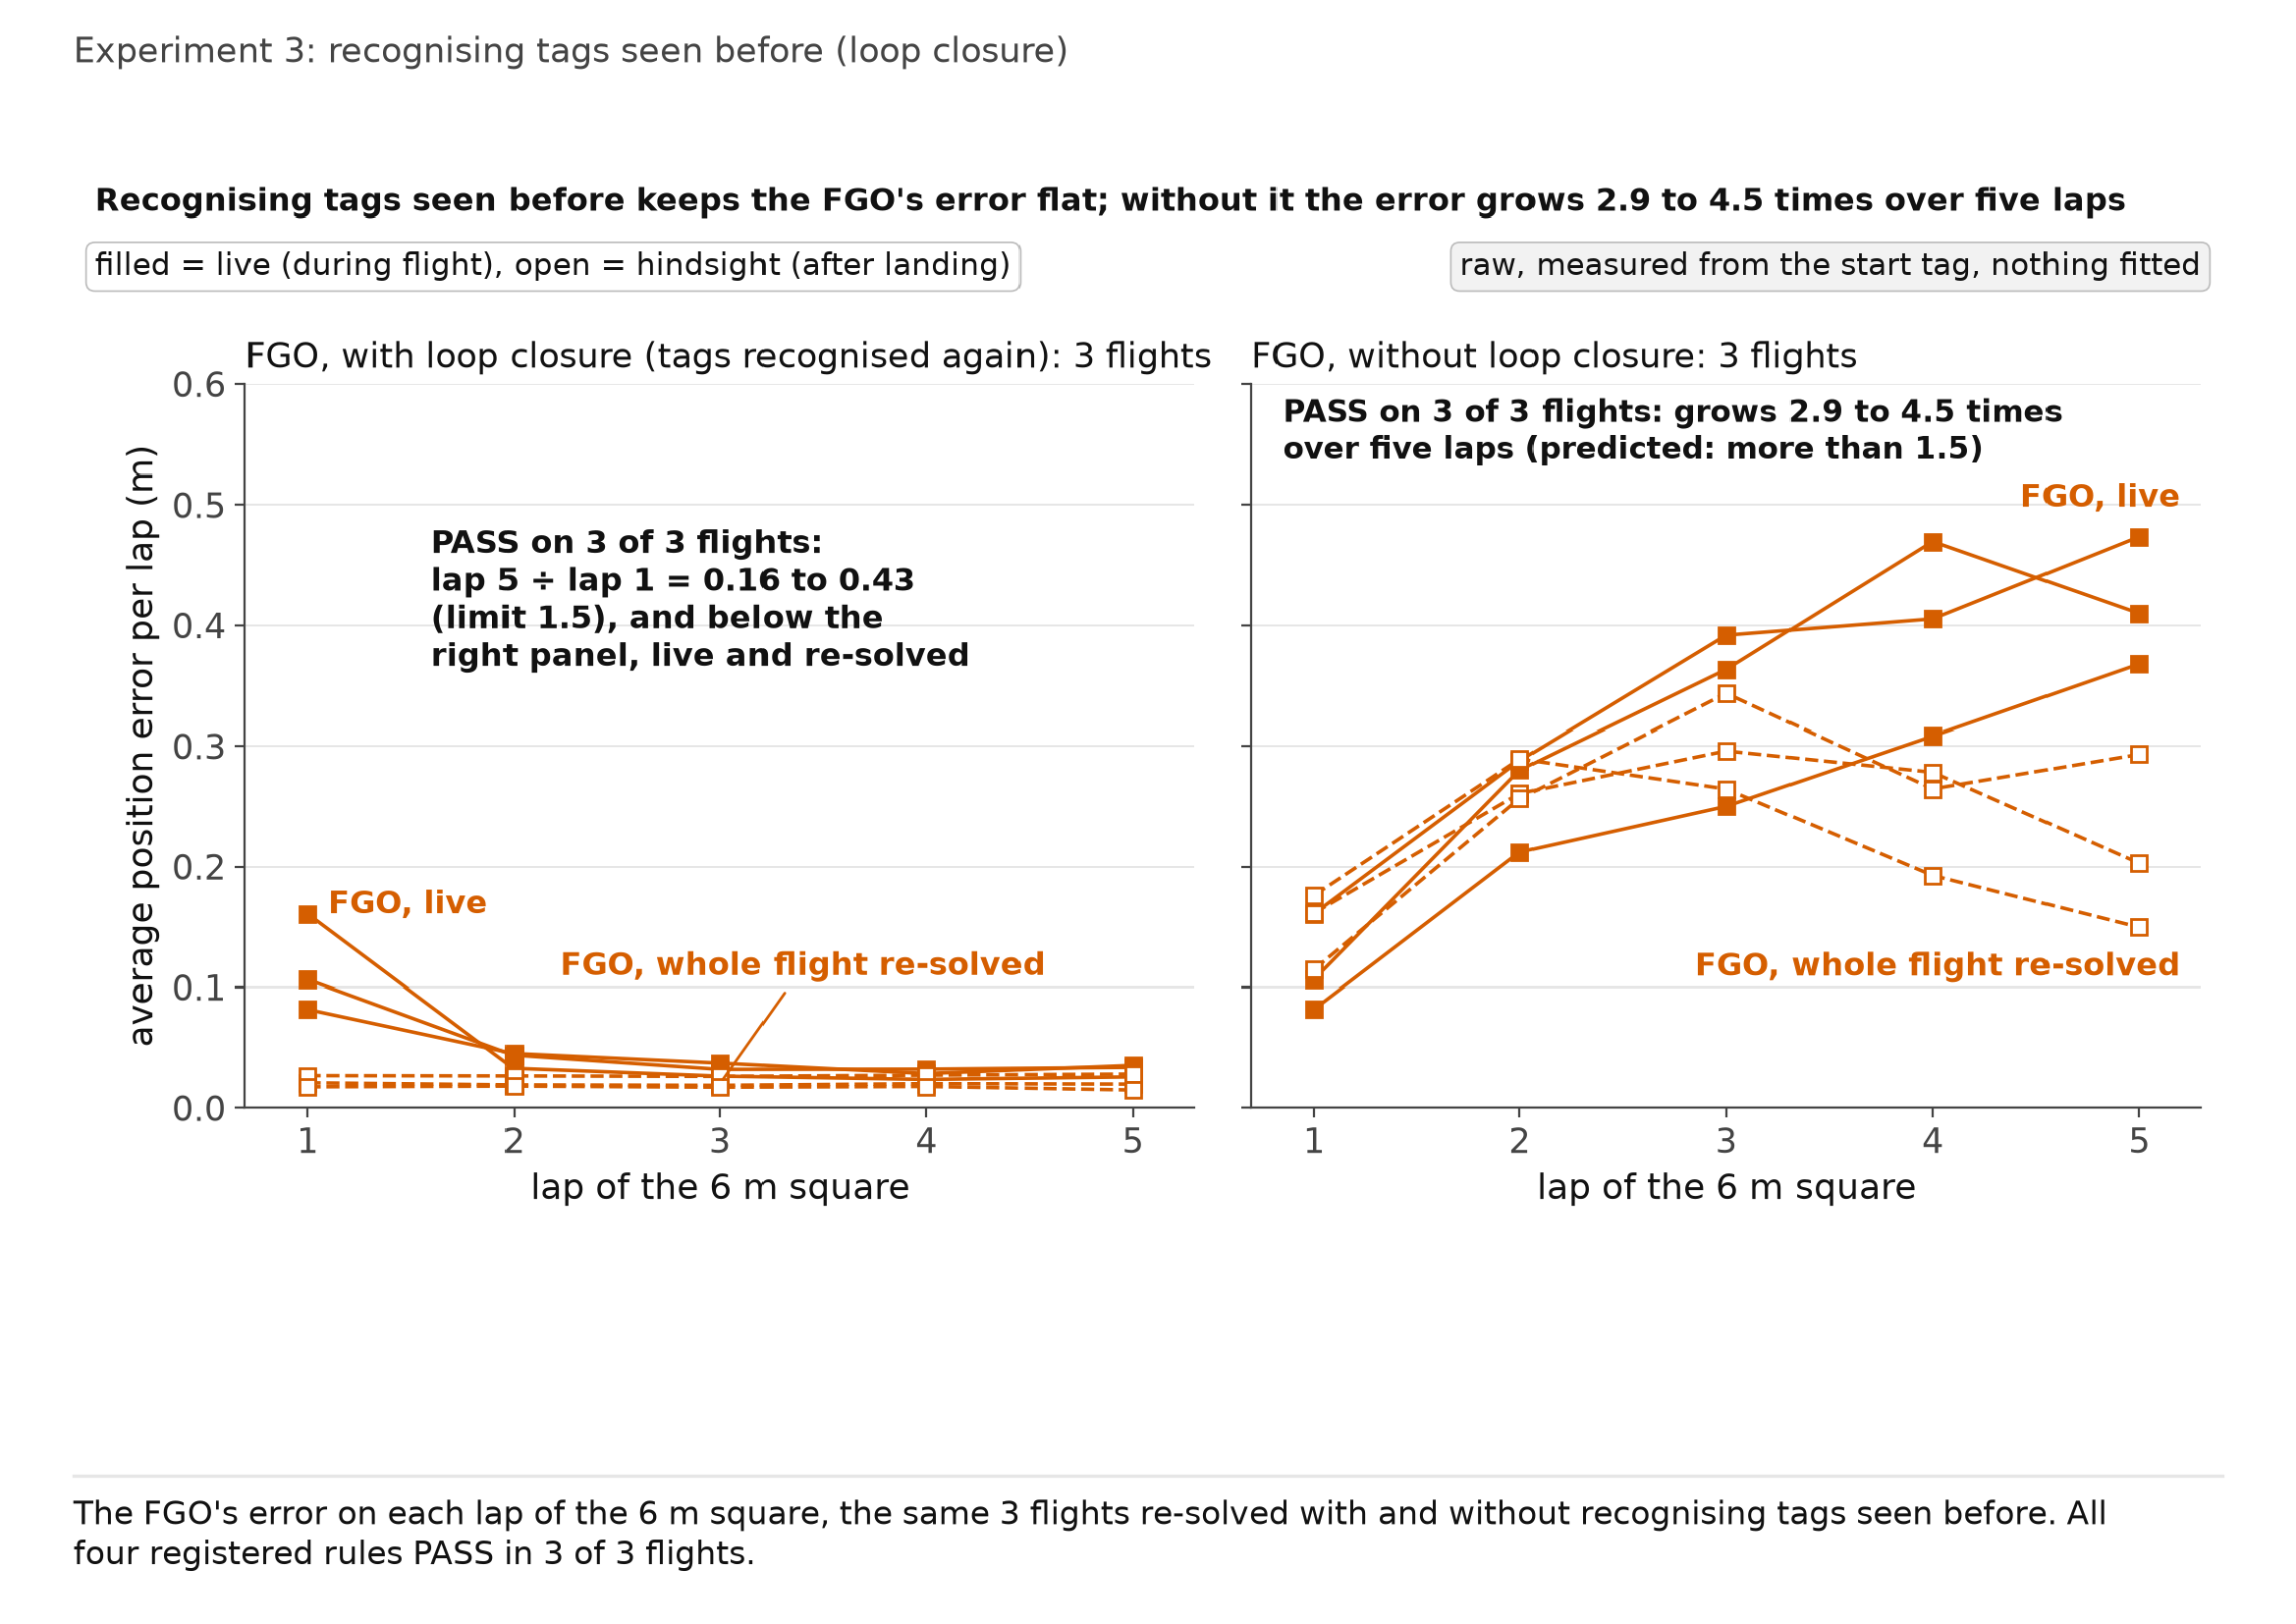 Experiment 3: recognising tags seen before (loop closure)
Recognising tags seen before keeps the FGO's error flat; without it the error grows 2.9 to 4.5 times over five laps
filled = live (during flight), open = hindsight (after landing)
raw, measured from the start tag, nothing fitted
FGO, with loop closure (tags recognised again): 3 flights
FGO, without loop closure: 3 flights
average position error per lap (m)
0.6
0.5
0.4
0.3
0.2
0.1
0.0
PASS on 3 of 3 flights:
lap 5 ÷ lap 1 = 0.16 to 0.43
(limit 1.5), and below the
right panel, live and re-solved
FGO, live
FGO, whole flight re-solved
1 2 3 4 5
lap of the 6 m square
PASS on 3 of 3 flights: grows 2.9 to 4.5 times
over five laps (predicted: more than 1.5)
FGO, live
FGO, whole flight re-solved
1 2 3 4 5
lap of the 6 m square
The FGO's error on each lap of the 6 m square, the same 3 flights re-solved with and without recognising tags seen before. All
four registered rules PASS in 3 of 3 flights.